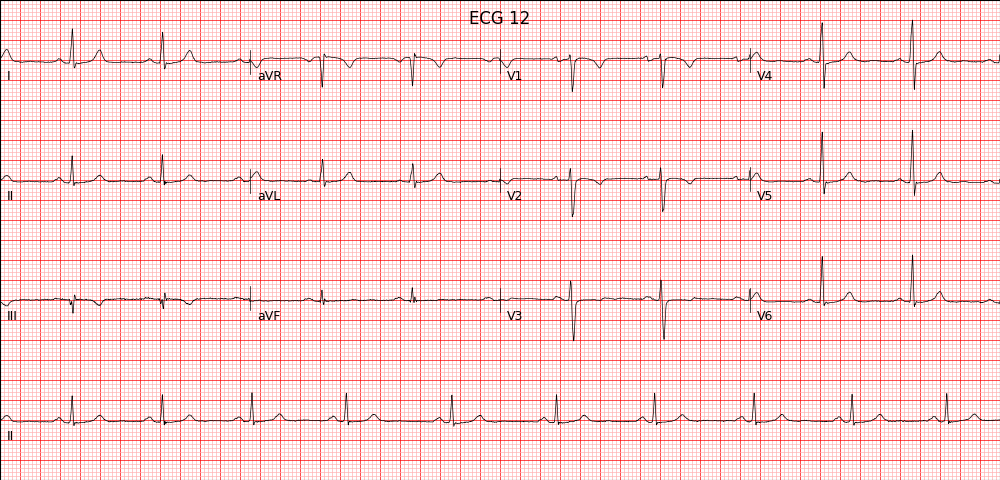 ECG 12
I aVR V1 V4
II aVL V2 V5
III aVF V3 V6
II